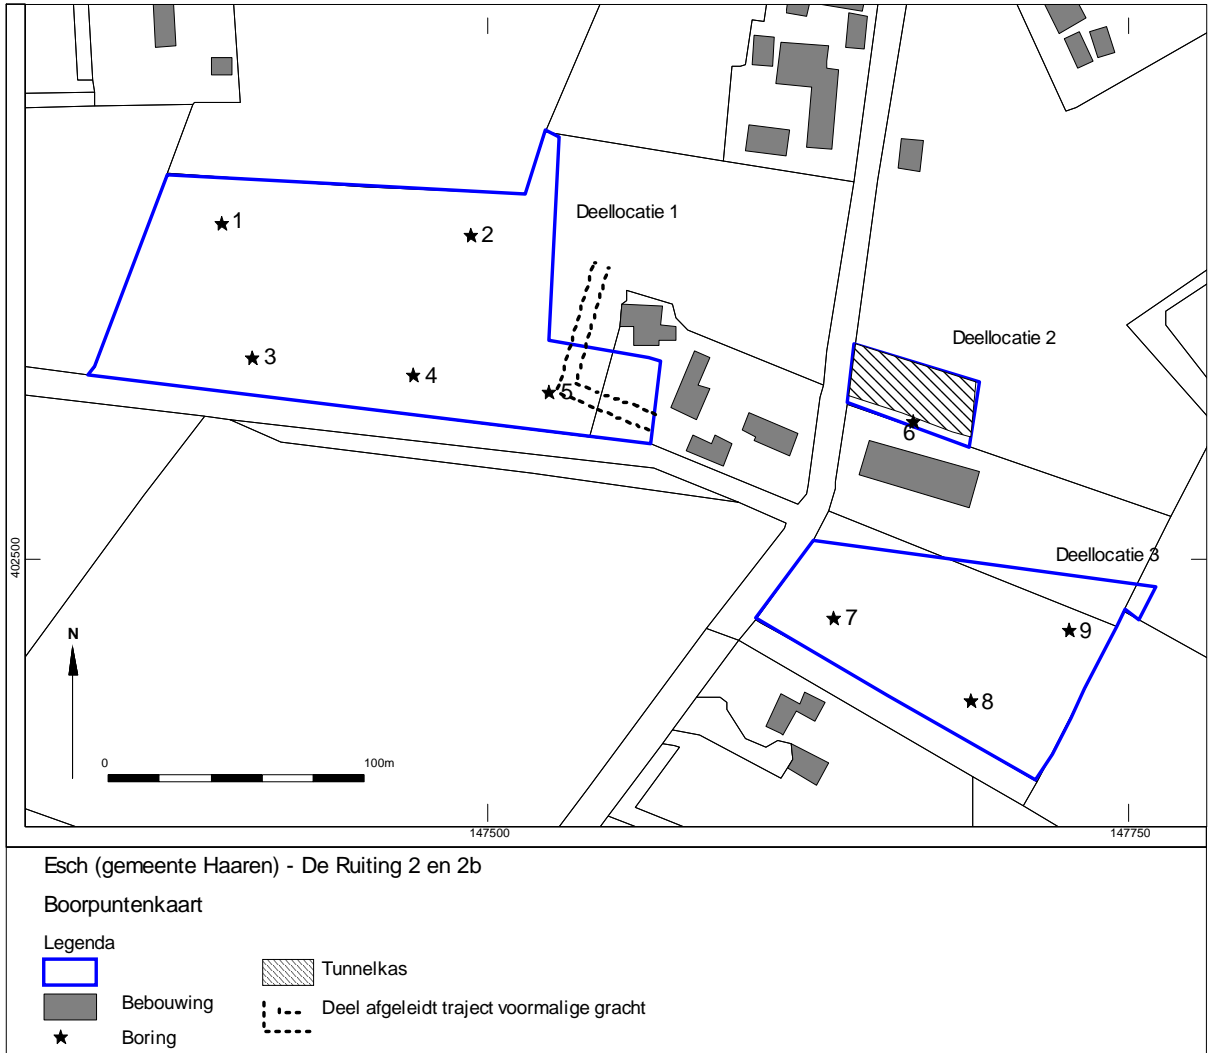 1
2
Deellocatie 1
Deellocatie 2
3
4
5
6
402500
Deellocatie 3
7
9
8
N
0
100m
147500
147750
Esch (gemeente Haaren) - De Ruiting 2 en 2b
Boorpuntenkaart
Legenda
Tunnelkas
Bebouwing
Deel afgeleidt traject voormalige gracht
Boring